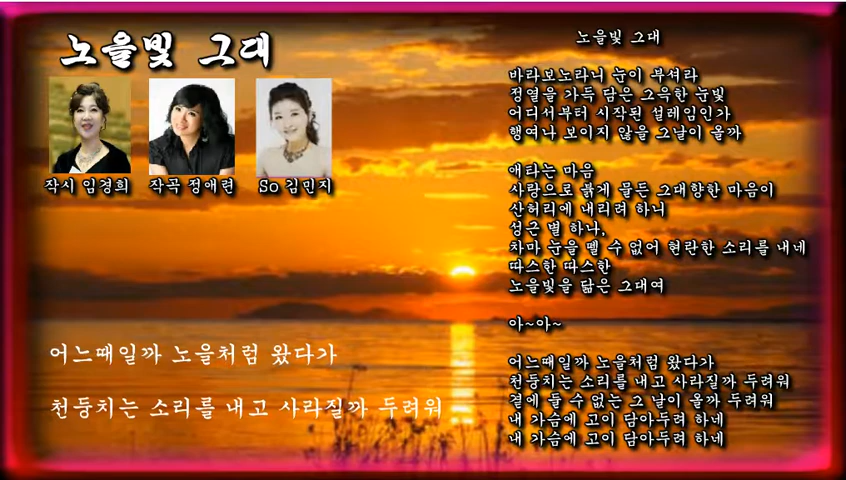 노을빛 그대
작시 임경희
작곡 정애련
So 김민지
어느때일까 노을처럼 왔다가
천둥치는 소리를 내고 사라질까 두려워
노을빛 그대
바라보노라니 눈이 부셔라
정열을 가득 담은 그윽한 눈빛
어디서부터 시작된 설레임인가
행여나 보이지 않을 그날이 올까
애타는 마음
사랑으로 붉게 물든 그대향한 마음이
산허리에 내리려 하니
성근 별 하나,
차마 눈을 뗄 수 없어 현란한 소리를 내네
따스한 따스한
노을빛을 닮은 그대여
아~아~
어느때일까 노을처럼 왔다가
천둥치는 소리를 내고 사라질까 두려워
곁에 둘 수 없는 그 날이 올까 두려워
내 가슴에 고이 담아두려 하네
내 가슴에 고이 담아두려 하네